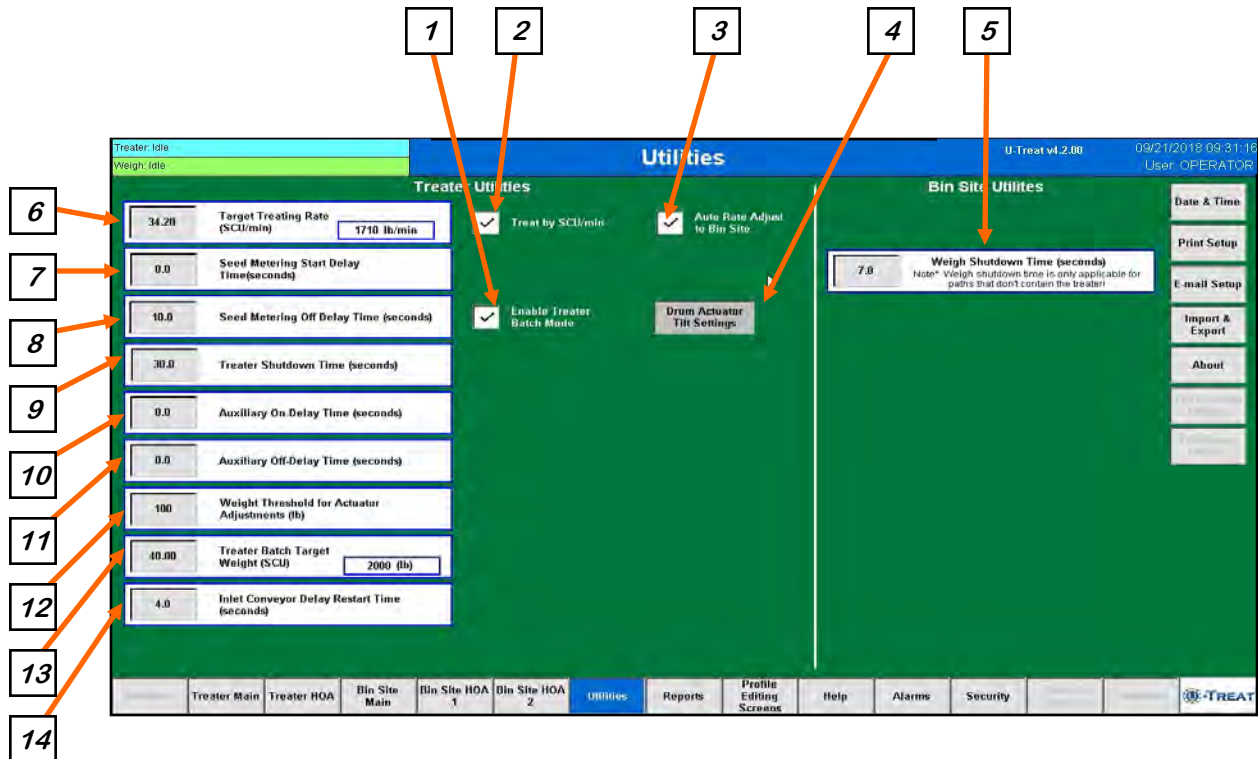 1
2
3
4
5
Treater: Idle
Weigh: Idle
Utilities
U-Treat v4.2.00
09/21/2018 09:31:16
User: OPERATOR
Treater Utilities
Bin Site Utilites
6
7
8
9
10
11
12
13
14
34.20
Target Treating Rate
(SCU/min)
1710 lb/min
0.0
Seed Metering Start Delay
Time(seconds)
10.0
Seed Metering Off Delay Time (seconds)
30.0
Treater Shutdown Time (seconds)
0.0
Auxiliary On Delay Time (seconds)
0.0
Auxiliary Off-Delay Time (seconds)
100
Weight Threshold for Actuator
Adjustments (lb)
40.00
Treater Batch Target
Weight (SCU)
2000 (lb)
4.0
Inlet Conveyor Delay Restart Time
(seconds)
Treat by SCU/min
Auto Rate Adjust
to Bin Site
Enable Treater
Batch Mode
Drum Actuator
Tilt Settings
7.0
Weigh Shutdown Time (seconds)
Note* Weigh shutdown time is only applicable for
paths that don't contain the treater!
Date & Time
Print Setup
E-mail Setup
Import &
Export
About
Treater Main
Treater HOA
Bin Site
Main
Bin Site HOA
1
Bin Site HOA
2
Utilities
Reports
Profile
Editing
Screens
Help
Alarms
Security
U-TREAT